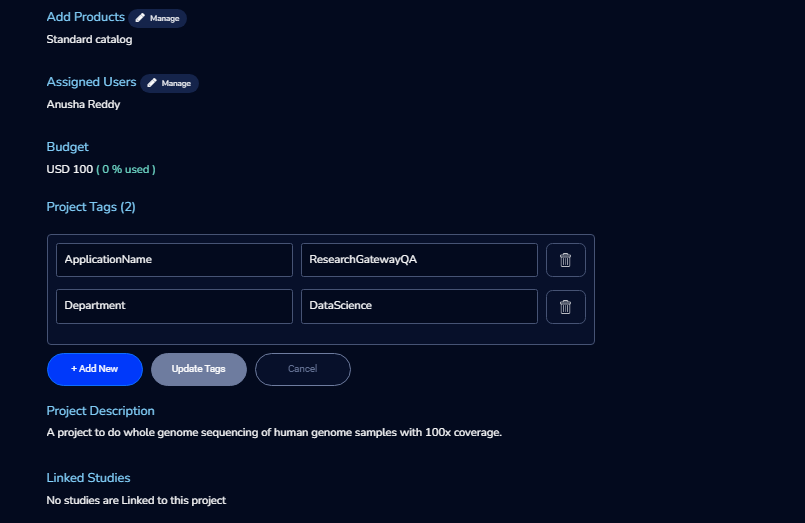 Add Products Manage
Standard catalog
Assigned Users Manage
Anusha Reddy
Budget
USD 100 ( 0 % used )
Project Tags (2)
ApplicationName ResearchGatewayQA
Department DataScience
+ Add New Update Tags Cancel
Project Description
A project to do whole genome sequencing of human genome samples with 100x coverage.
Linked Studies
No studies are Linked to this project